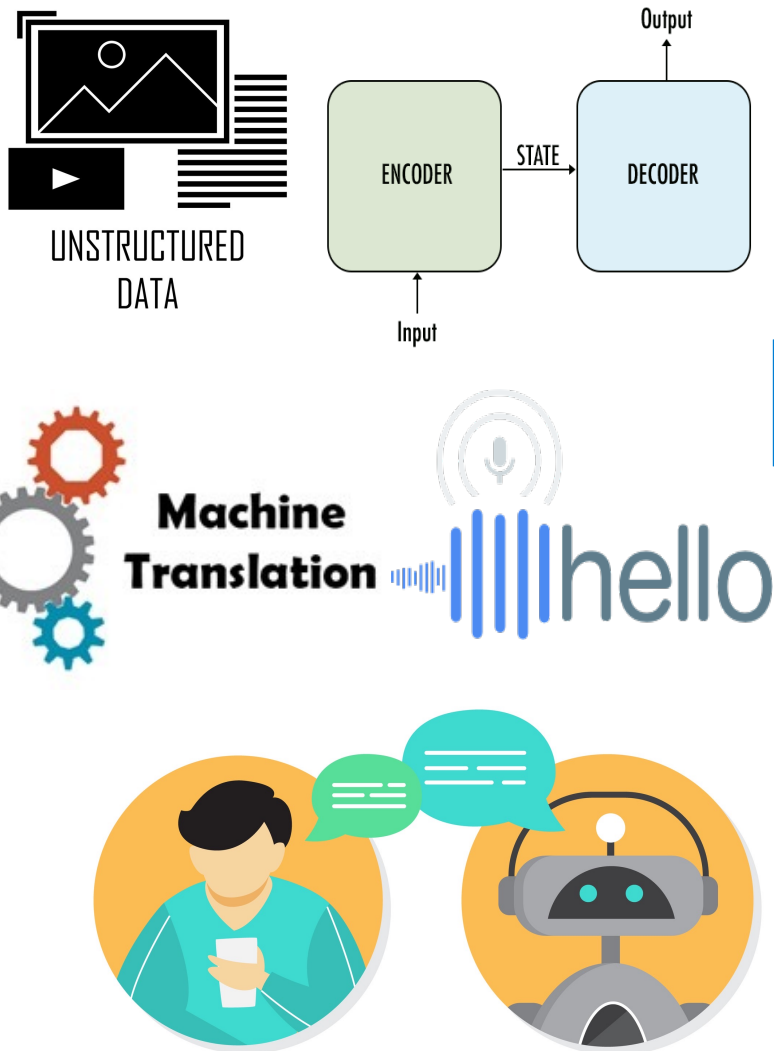 Output
ENCODER
STATE
DECODER
UNSTRUCTURED
DATA
Input
Machine
Translation
hello